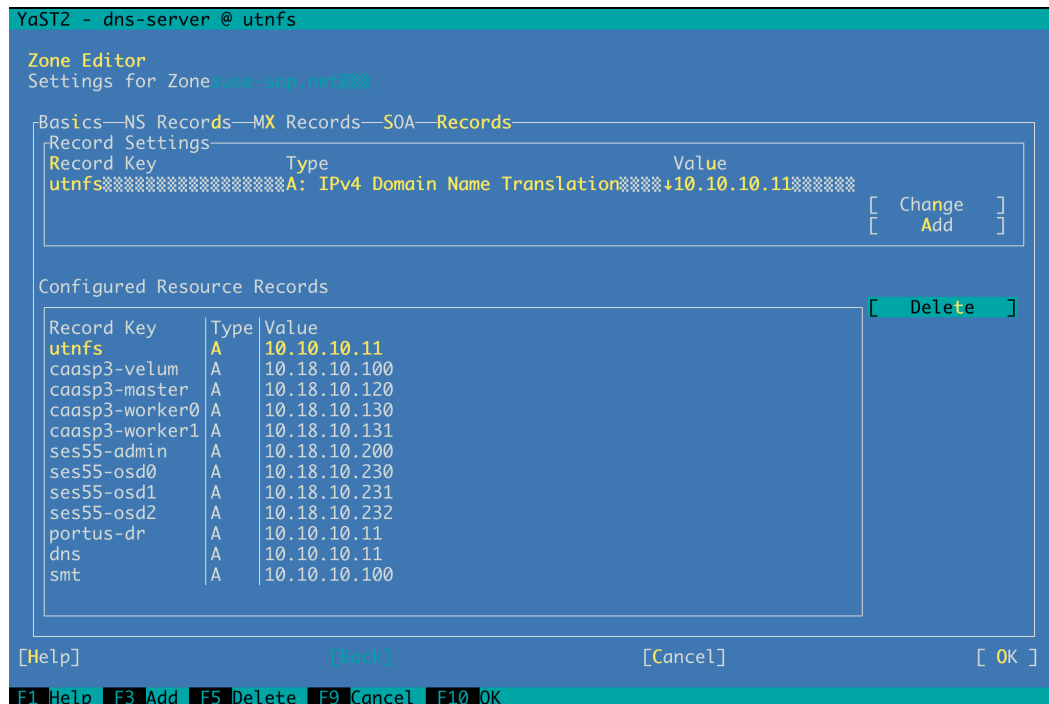 YaST2 - dns-server @ utnfs
Zone Editor
Settings for Zone suse-sap.net
Basics NS Records MX Records SOA Records
Record Settings
Record Key Type Value
utnfs A: IPv4 Domain Name Translation ↓10.10.10.11
[ Change ]
[ Add ]
Configured Resource Records
[ Delete ]
Record Key Type Value
utnfs A 10.10.10.11
caasp3-velum A 10.18.10.100
caasp3-master A 10.18.10.120
caasp3-worker0 A 10.18.10.130
caasp3-worker1 A 10.18.10.131
ses55-admin A 10.18.10.200
ses55-osd0 A 10.18.10.230
ses55-osd1 A 10.18.10.231
ses55-osd2 A 10.18.10.232
portus-dr A 10.10.10.11
dns A 10.10.10.11
smt A 10.10.10.100
[Help] [Back] [Cancel] [ OK ]
F1 Help F3 Add F5 Delete F9 Cancel F10 OK